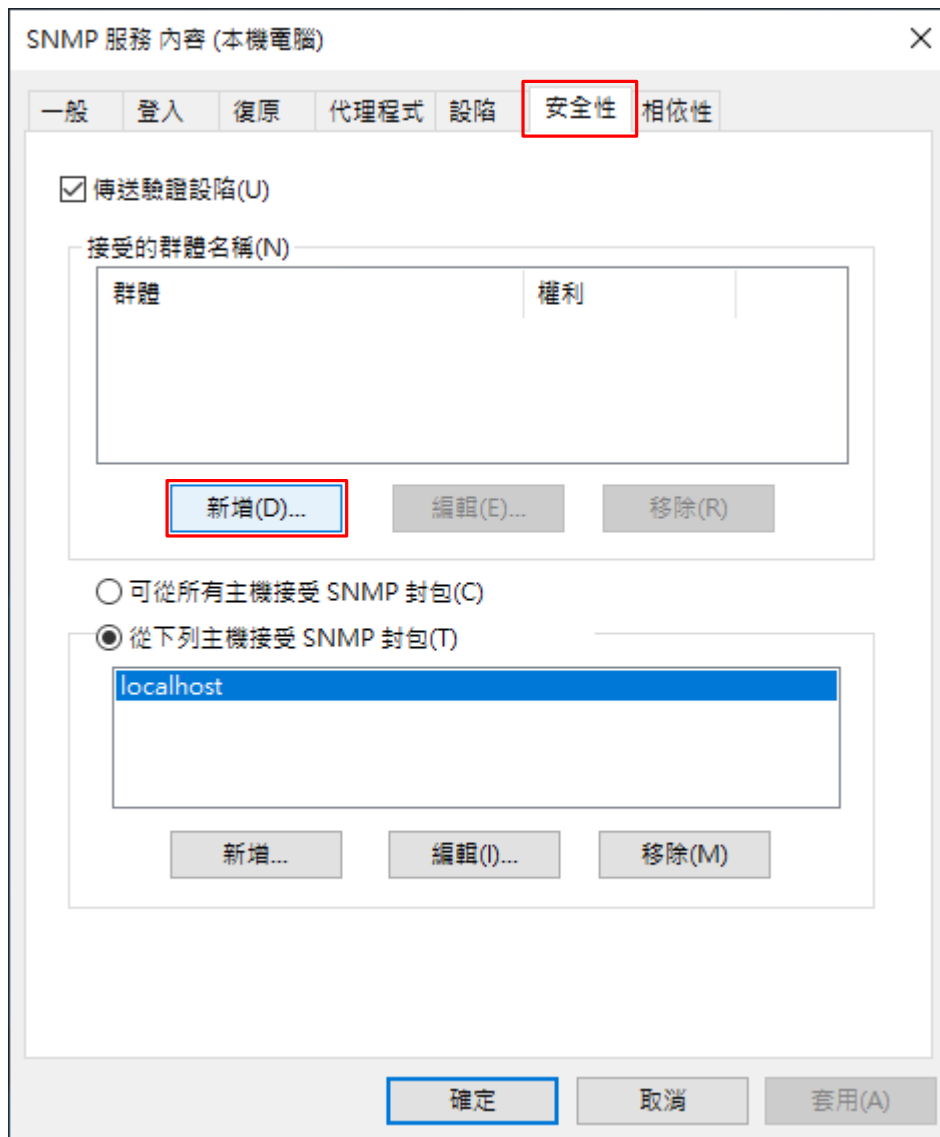 SNMP 服務 內容 (本機電腦)
一般 登入 復原 代理程式 設陷 安全性 相依性
傳送驗證設陷(U)
接受的群體名稱(N)
群體 權利
新增(D)... 編輯(E)... 移除(R)
可從所有主機接受 SNMP 封包(C)
從下列主機接受 SNMP 封包(T)
localhost
新增... 編輯(I)... 移除(M)
確定 取消 套用(A)